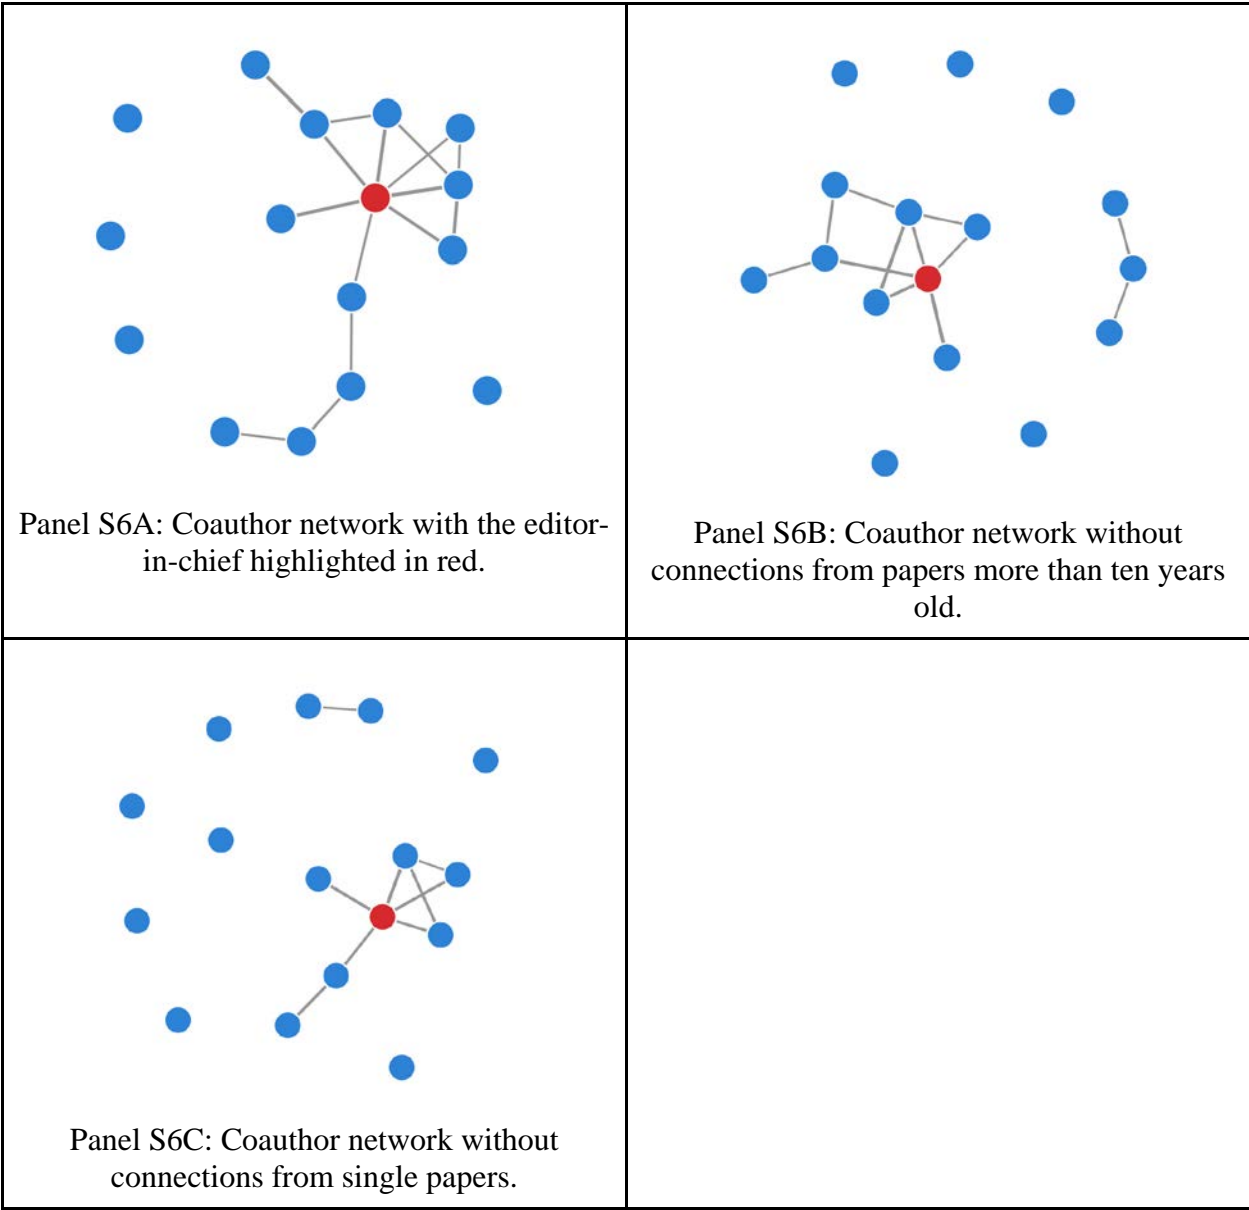 Panel S6A: Coauthor network with the editor-
in-chief highlighted in red.
Panel S6B: Coauthor network without
connections from papers more than ten years
old.
Panel S6C: Coauthor network without
connections from single papers.